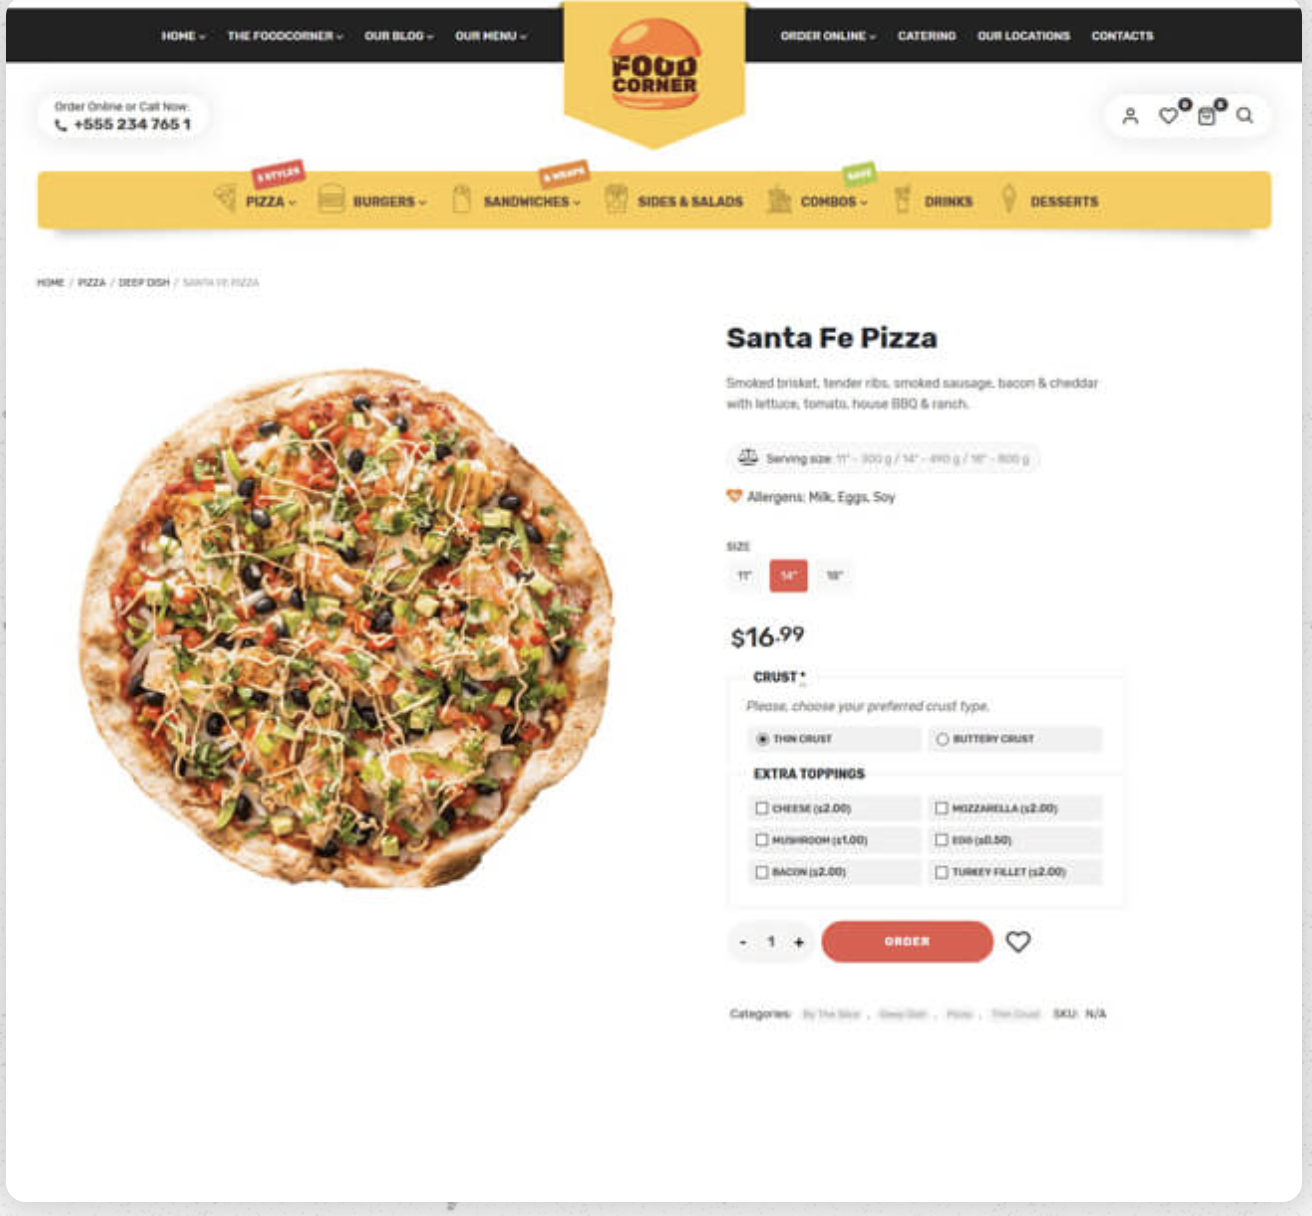 HOME THE FOODCORNER OUR BLOG OUR MENU
FOOD
CORNER
ORDER ONLINE CATERING OUR LOCATIONS CONTACTS
Order Online or Call Now:
+555 234 765 1
0 0
5 STYLES 6 WRAPS SAVE
PIZZA BURGERS SANDWICHES SIDES & SALADS COMBOS DRINKS DESSERTS
HOME / PIZZA / DEEP DISH / SANTA FE PIZZA
Santa Fe Pizza
Smoked brisket, tender ribs, smoked sausage, bacon & cheddar
with lettuce, tomato, house BBQ & ranch.
Serving size: 11" - 300 g / 14" - 490 g / 18" - 800 g
Allergens: Milk, Eggs, Soy
SIZE
11" 14" 18"
$16.99
CRUST *
Please, choose your preferred crust type.
THIN CRUST BUTTERY CRUST
EXTRA TOPPINGS
CHEESE ($2.00) MOZZARELLA ($2.00)
MUSHROOM ($1.00) EGG ($0.50)
BACON ($2.00) TURKEY FILLET ($2.00)
- 1 + ORDER
Categories: By The Slice , Deep Dish , Pizza , Thin Crust SKU: N/A